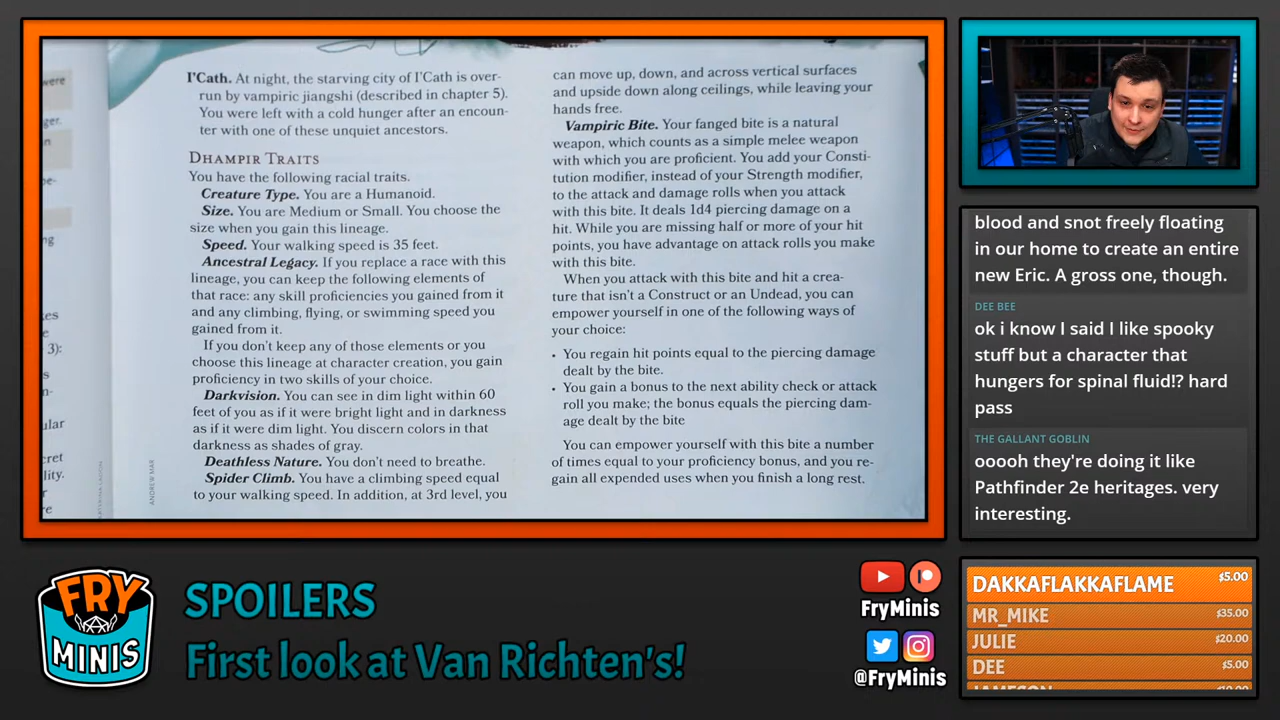 I'Cath. At night, the starving city of I'Cath is over-
run by vampiric jiangshi (described in chapter 5).
You were left with a cold hunger after an encoun-
ter with one of these unquiet ancestors.
DHAMPIR TRAITS
You have the following racial traits.
Creature Type. You are a Humanoid.
Size. You are Medium or Small. You choose the
size when you gain this lineage.
Speed. Your walking speed is 35 feet.
Ancestral Legacy. If you replace a race with this
lineage, you can keep the following elements of
that race: any skill proficiencies you gained from it
and any climbing, flying, or swimming speed you
gained from it.
If you don't keep any of those elements or you
choose this lineage at character creation, you gain
proficiency in two skills of your choice.
Darkvision. You can see in dim light within 60
feet of you as if it were bright light and in darkness
as if it were dim light. You discern colors in that
darkness as shades of gray.
Deathless Nature. You don't need to breathe.
Spider Climb. You have a climbing speed equal
to your walking speed. In addition, at 3rd level, you
can move up, down, and across vertical surfaces
and upside down along ceilings, while leaving your
hands free.
Vampiric Bite. Your fanged bite is a natural
weapon, which counts as a simple melee weapon
with which you are proficient. You add your Consti-
tution modifier, instead of your Strength modifier,
to the attack and damage rolls when you attack
with this bite. It deals 1d4 piercing damage on a
hit. While you are missing half or more of your hit
points, you have advantage on attack rolls you make
with this bite.
When you attack with this bite and hit a crea-
ture that isn't a Construct or an Undead, you can
empower yourself in one of the following ways of
your choice:
• You regain hit points equal to the piercing damage
dealt by the bite.
• You gain a bonus to the next ability check or attack
roll you make; the bonus equals the piercing dam-
age dealt by the bite
You can empower yourself with this bite a number
of times equal to your proficiency bonus, and you re-
gain all expended uses when you finish a long rest.
ANDREW MAR
blood and snot freely floating
in our home to create an entire
new Eric. A gross one, though.
DEE BEE
ok i know I said I like spooky
stuff but a character that
hungers for spinal fluid!? hard
pass
THE GALLANT GOBLIN
ooooh they're doing it like
Pathfinder 2e heritages. very
interesting.
FRY
MINIS
SPOILERS
First look at Van Richten's!
FryMinis
@FryMinis
DAKKAFLAKKAFLAME $5.00
MR_MIKE $35.00
JULIE $20.00
DEE $5.00